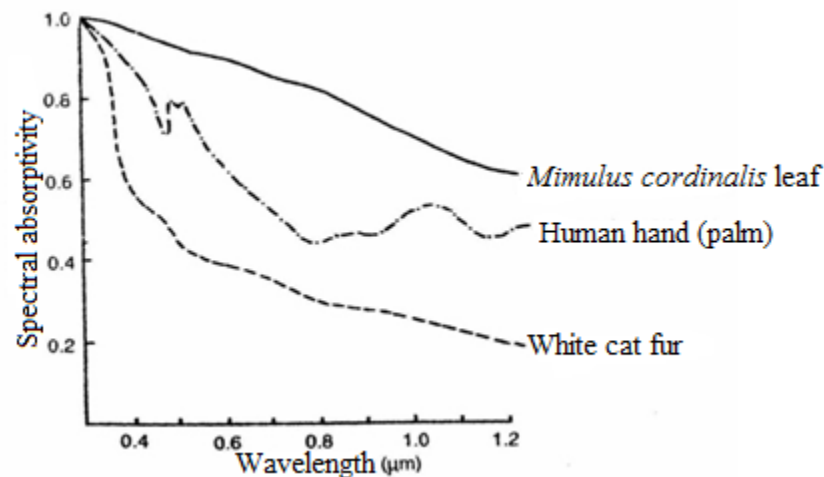 Spectral absorptivity
1.0
0.8
0.6
0.4
0.2
Mimulus cordinalis leaf
Human hand (palm)
White cat fur
0.4 0.6 0.8 1.0 1.2
Wavelength (μm)